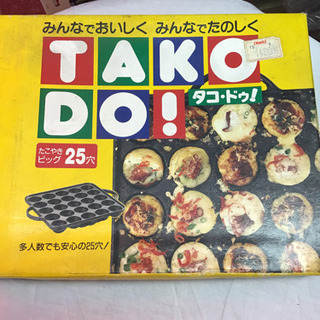 みんなでおいしく みんなでたのしく
TAKO
DO!
タコ・ドゥ!
たこやき
ビッグ 25穴
多人数でも安心の25穴!